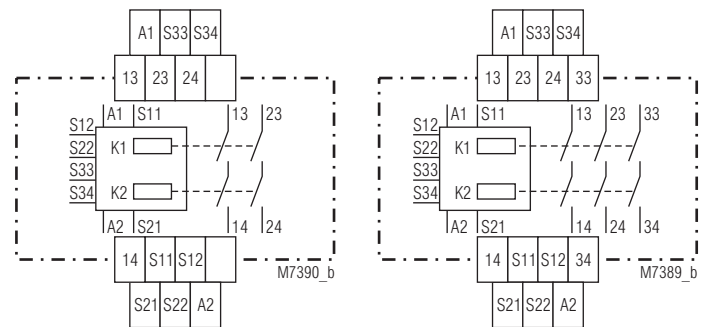 A1 S33 S34
13 23 24
A1 S11 13 23
S12
S22
S33
S34
K1
K2
A2 S21 14 24
14 S11 S12
M7390_b
S21 S22 A2
A1 S33 S34
13 23 24 33
A1 S11 13 23 33
S12
S22
S33
S34
K1
K2
A2 S21 14 24 34
14 S11 S12 34
M7389_b
S21 S22 A2